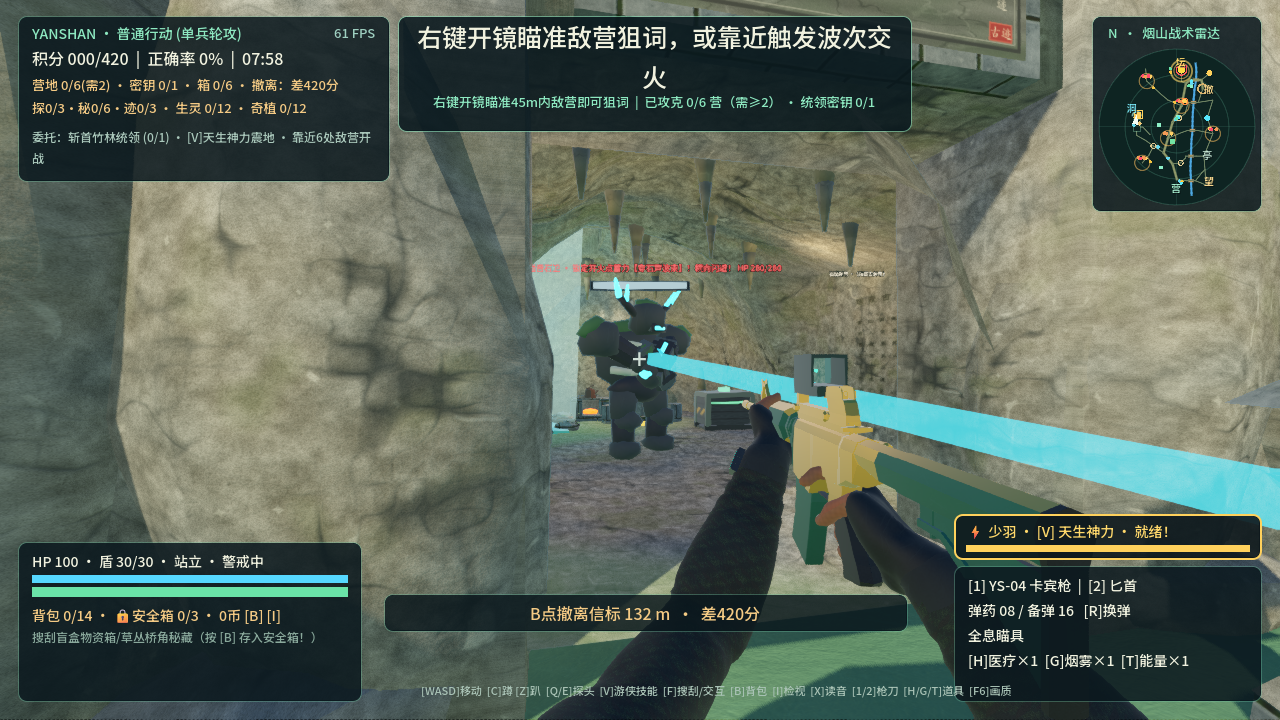 YANSHAN · 普通行动 (单兵轮攻) 61 FPS
积分 000/420 | 正确率 0% | 07:58
营地 0/6(需2) · 密钥 0/1 · 箱 0/6 · 撤离: 差420分
探0/3·秘0/6·迹0/3 · 生灵 0/12 · 奇植 0/12
委托: 斩首竹林统领 (0/1) · [V]天生神力震地 · 靠近6处敌营开
战
右键开镜瞄准敌营狙词，或靠近触发波次交
火
右键开镜瞄准45m内敌营即可狙词 | 已攻克 0/6 营（需≥2） · 统领密钥 0/1
古迹
N · 烟山战术雷达
坛
撤
洞
亭
营
望
HP 280/280
HP 100 · 盾 30/30 · 站立 · 警戒中
背包 0/14 · 🔒安全箱 0/3 · 0币 [B] [I]
搜刮盲盒物资箱/草丛桥角秘藏（按 [B] 存入安全箱！）
B点撤离信标 132 m · 差420分
⚡ 少羽 · [V] 天生神力 · 就绪!
[1] YS-04 卡宾枪 | [2] 匕首
弹药 08 / 备弹 16 [R]换弹
全息瞄具
[H]医疗×1 [G]烟雾×1 [T]能量×1
[WASD]移动 [C]蹲 [Z]趴 [Q/E]探头 [V]游侠技能 [F]搜刮/交互 [B]背包 [I]检视 [X]读音 [1/2]枪刀 [H/G/T]道具 [F6]画质